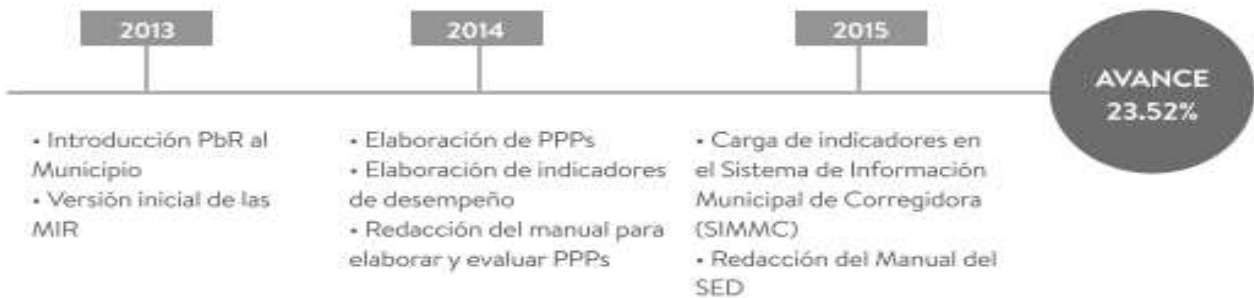 2013
• Introducción PbR al
Municipio
• Versión inicial de las
MIR
2014
• Elaboración de PPPs
• Elaboración de indicadores
de desempeño
• Redacción del manual para
elaborar y evaluar PPPs
2015
• Carga de indicadores en
el Sistema de Información
Municipal de Corregidora
(SIMMC)
• Redacción del Manual del
SED
AVANCE
23.52%